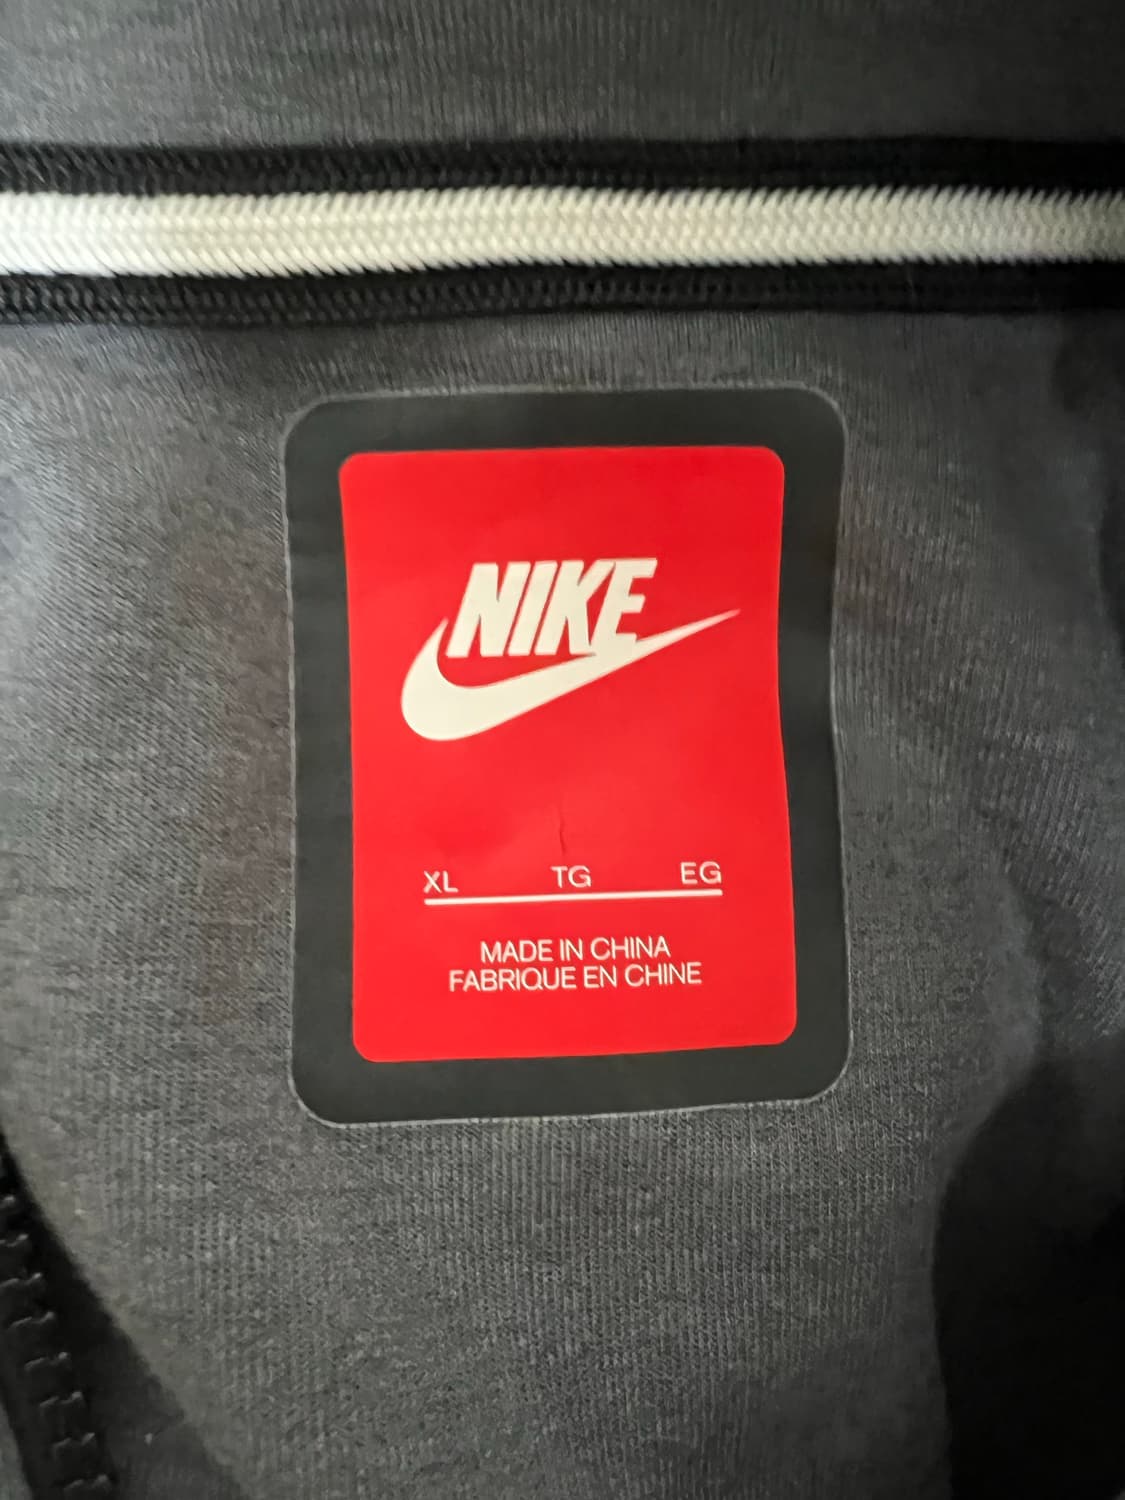 NIKE
XL TG EG
MADE IN CHINA
FABRIQUE EN CHINE